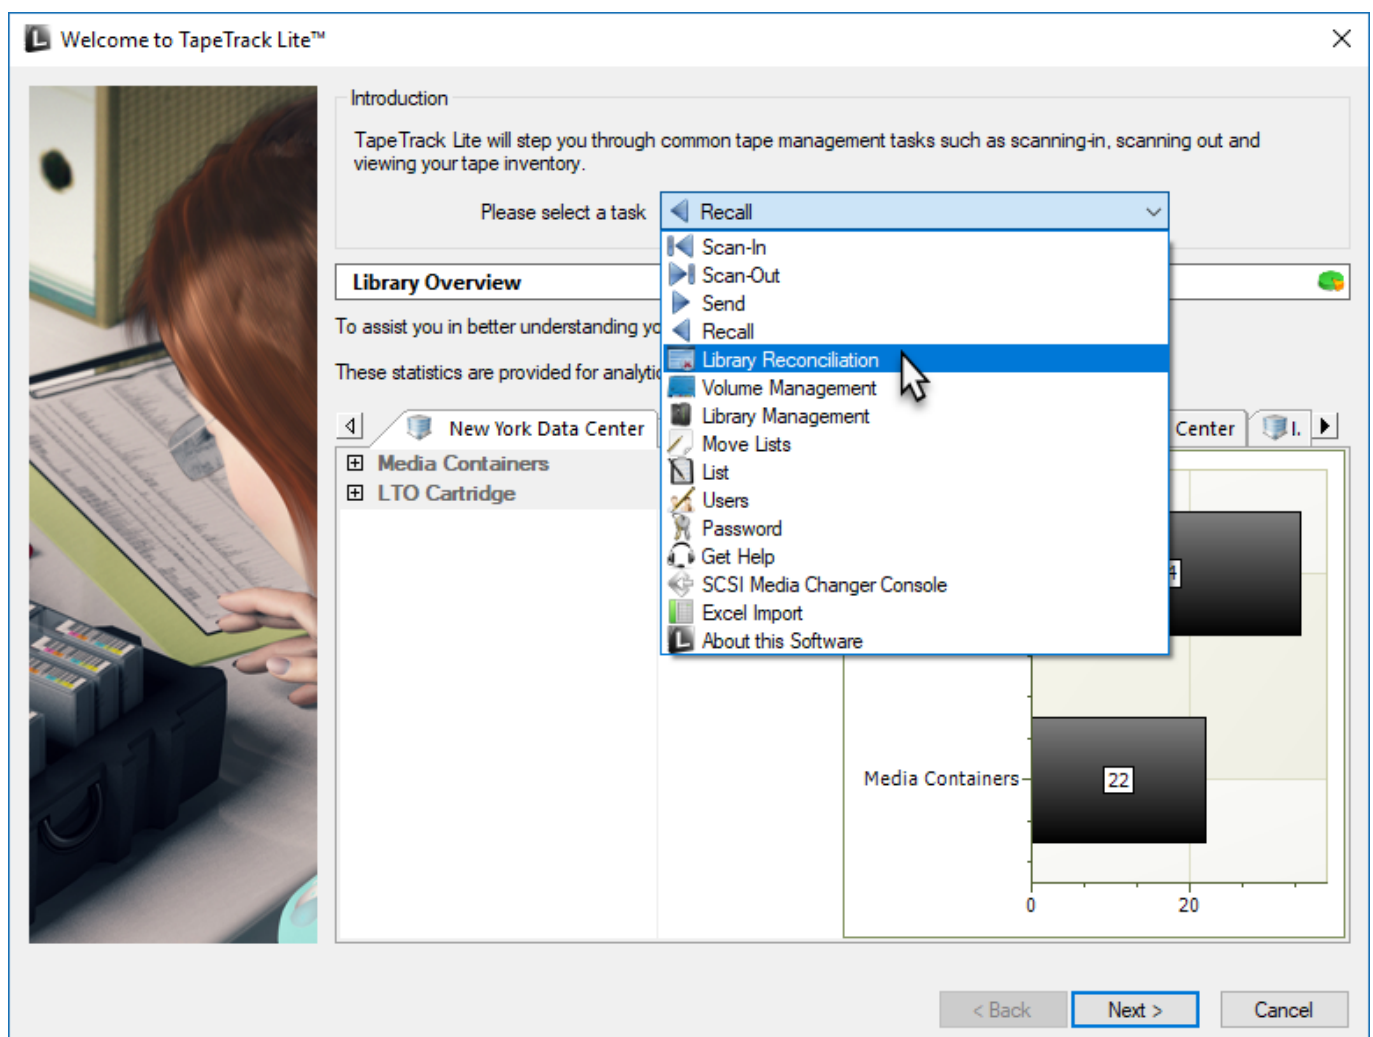 Welcome to TapeTrack Lite™
Introduction
TapeTrack Lite will step you through common tape management tasks such as scanning-in, scanning out and
viewing your tape inventory.
Please select a task
Recall
Scan-In
Scan-Out
Send
Recall
Library Reconciliation
Volume Management
Library Management
Move Lists
List
Users
Password
Get Help
SCSI Media Changer Console
Excel Import
About this Software
Library Overview
To assist you in better understanding
These statistics are provided for
New York Data Center
Center
I.
Media Containers
LTO Cartridge
4
Media Containers
22
0
20
< Back
Next >
Cancel